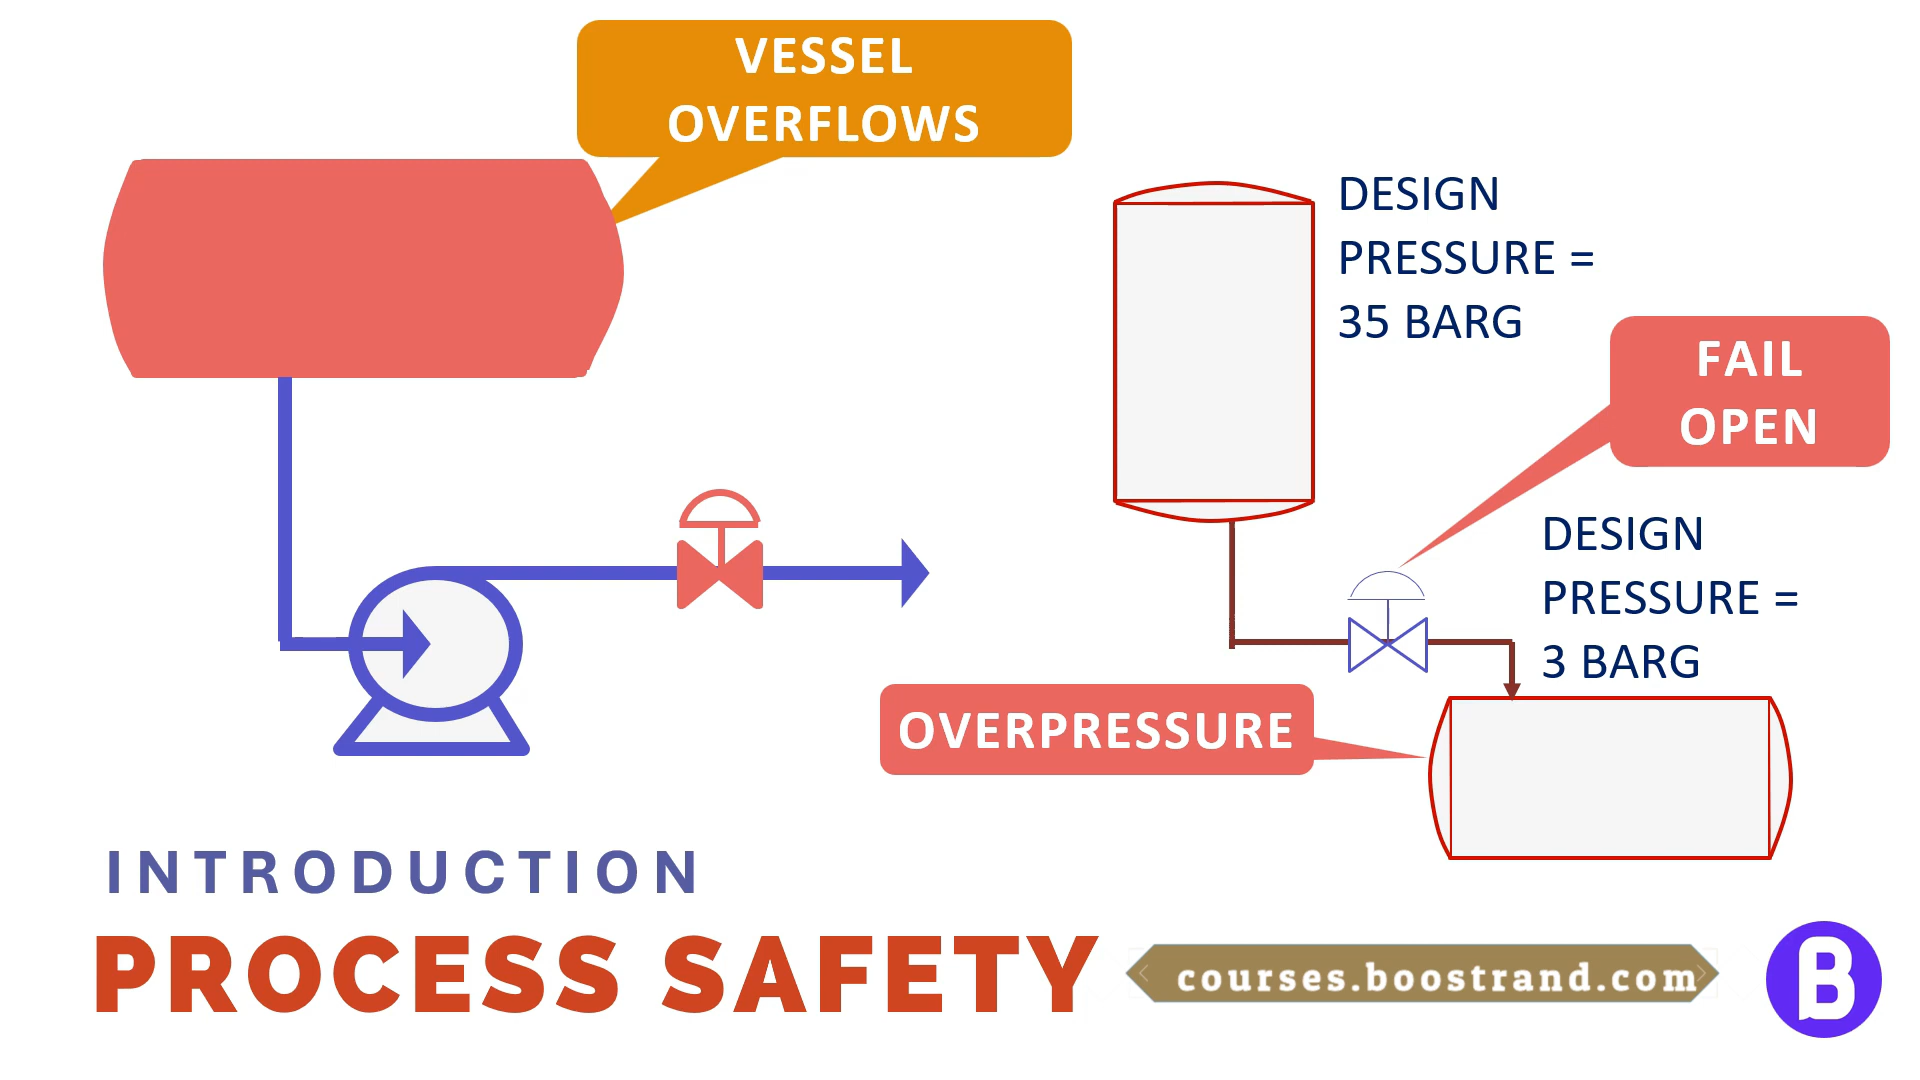 VESSEL
OVERFLOWS
DESIGN
PRESSURE =
35 BARG
FAIL
OPEN
DESIGN
PRESSURE =
3 BARG
OVERPRESSURE
INTRODUCTION
PROCESS SAFETY
courses.boostrand.com
B